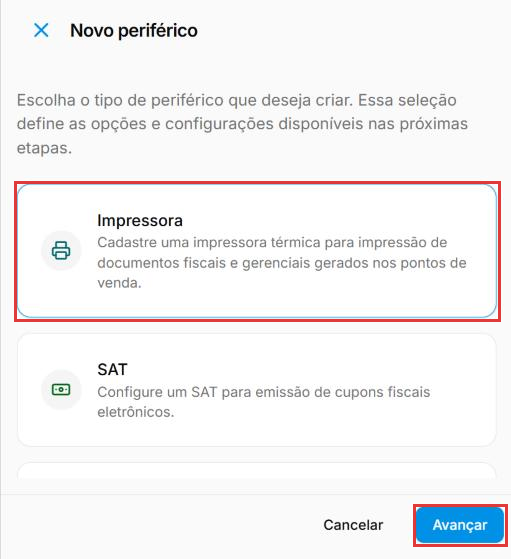 Novo periférico
Escolha o tipo de periférico que deseja criar. Essa seleção
define as opções e configurações disponíveis nas próximas
etapas.
Impressora
Cadastre uma impressora térmica para impressão de
documentos fiscais e gerenciais gerados nos pontos de
venda.
SAT
Configure um SAT para emissão de cupons fiscais
eletrônicos.
Cancelar
Avançar